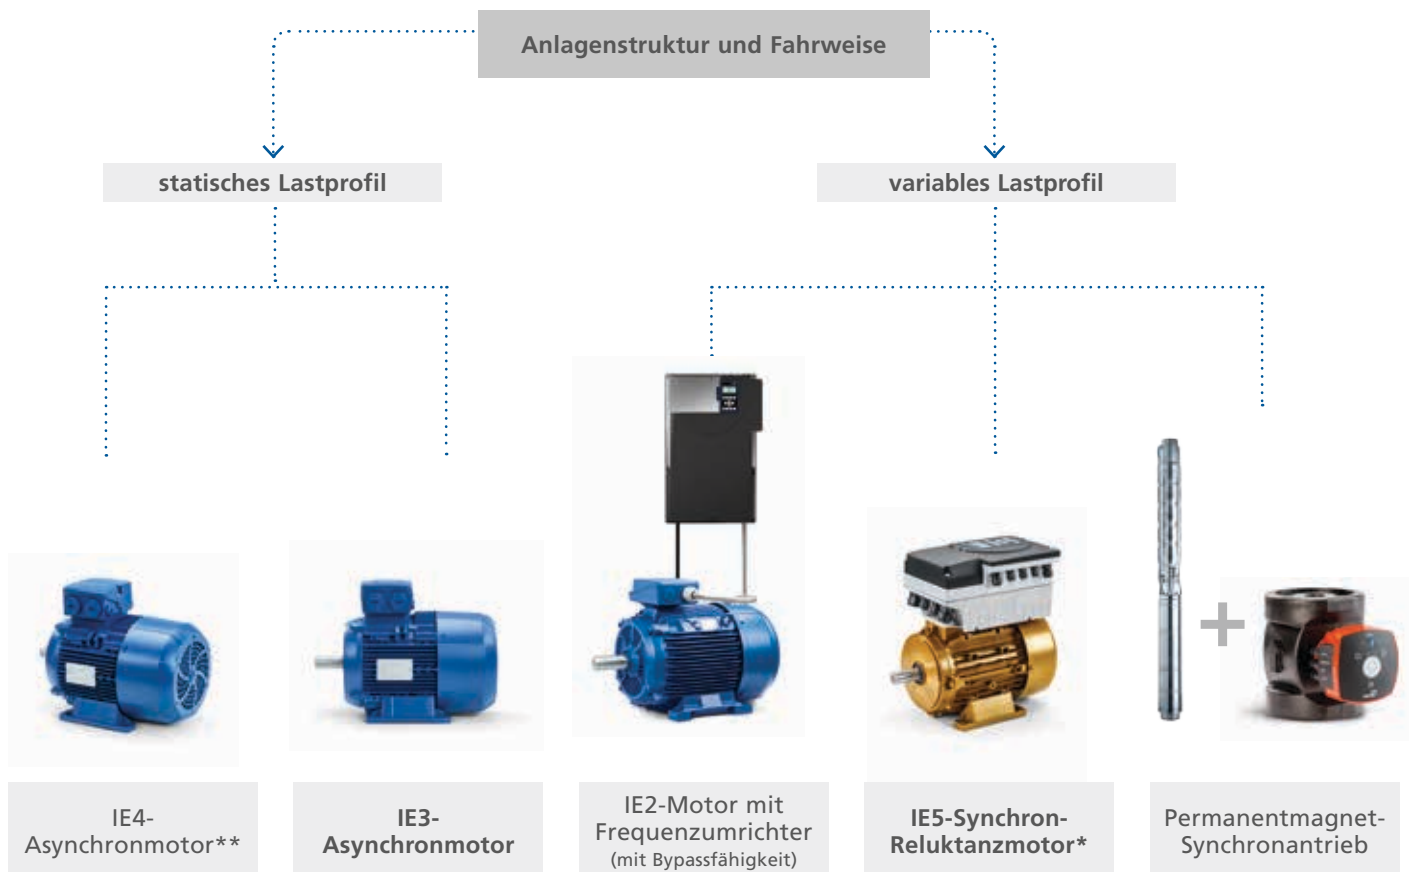 Anlagenstruktur und Fahrweise
statisches Lastprofil
variables Lastprofil
IE4-
Asynchronmotor**
IE3-
Asynchronmotor
IE2-Motor mit
Frequenzumrichter
(mit Bypassfähigkeit)
IE5-Synchron-
Reluktanzmotor*
Permanentmagnet-
Synchronantrieb